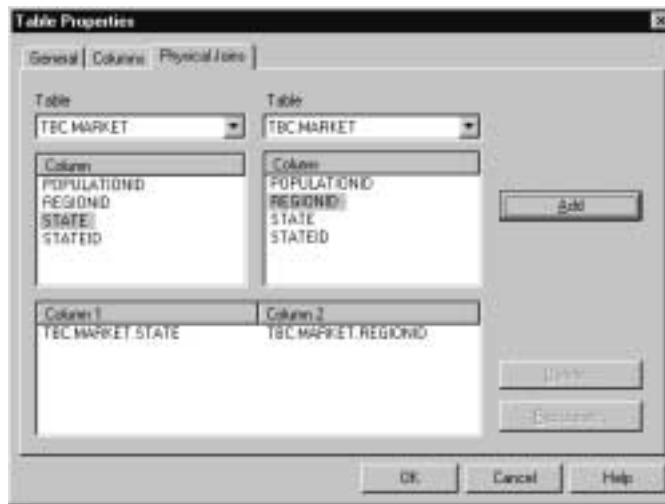 Table Properties
General Columns Physical Joins
Table Table
TBC.MARKET TBC.MARKET
Column Column
POPULATIONID POPULATIONID
REGIONID REGIONID
STATE STATE
STATEID STATEID
Add
Column 1 Column 2
TBC.MARKET.STATE TBC.MARKET.REGIONID
OK Cancel Help